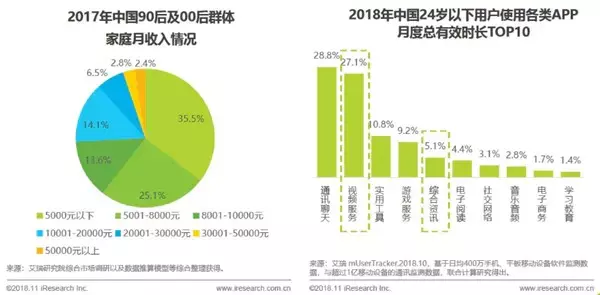 2017年中国90后及00后群体
家庭月收入情况
2.8%
2.4%
6.5%
14.1%
35.5%
13.6%
25.1%
5000元以下
5001-8000元
8001-10000元
10001-20000元
20001-30000元
30001-50000元
50000元以上
来源：艾瑞研究院综合市场调研以及数据推算模型等综合整理获得。
©2018.11 iResearch Inc.
www.iresearch.com.cn
2018年中国24岁以下用户使用各类APP
月度总有效时长TOP10
28.8%
27.1%
10.8%
9.2%
5.1%
4.4%
3.1%
2.8%
1.7%
1.4%
通讯聊天
视频服务
实用工具
游戏服务
综合资讯
电子阅读
社交网络
音乐音频
电子商务
学习教育
来源：艾瑞 mUserTracker.2018.10，基于日均400万手机、平板移动设备软件监测数
据，与超过1亿移动设备的通讯监测数据，联合计算研究得出。
©2018.11 iResearch Inc.
www.iresearch.com.cn